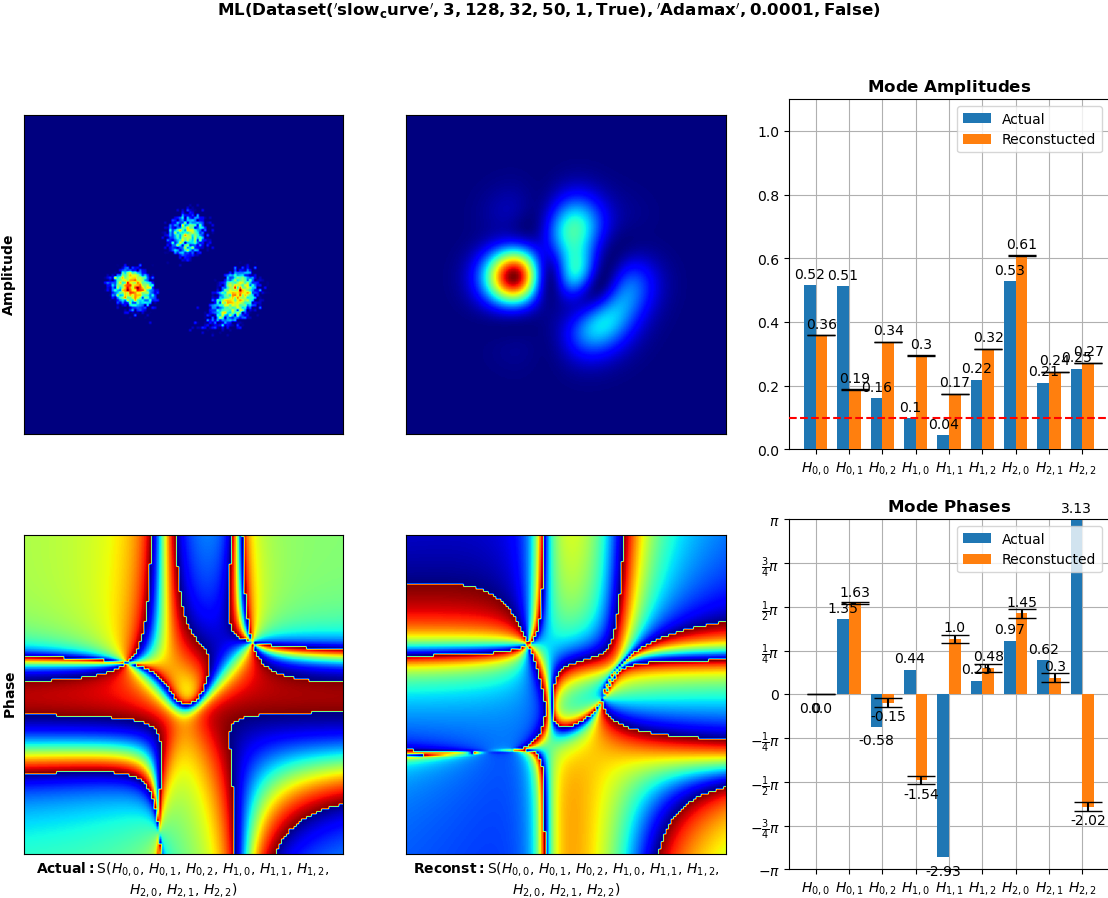 ML(Dataset('slow_curve', 3, 128, 32, 50, 1, True), 'Adamax', 0.0001, False)
Mode Amplitudes
Actual
Reconstucted
1.0
0.8
0.6
0.4
0.2
0.0
0.52
0.36
0.51
0.19
0.16
0.34
0.1
0.3
0.04
0.17
0.22
0.32
0.53
0.61
0.21
0.24
0.25
0.27
H0,0 H0,1 H0,2 H1,0 H1,1 H1,2 H2,0 H2,1 H2,2
Amplitude
Mode Phases
Actual
Reconstucted
π
3/4π
1/2π
1/4π
0
−1/4π
−1/2π
−3/4π
−π
0.0
0.0
1.35
1.63
-0.58
-0.15
0.44
-1.54
-2.93
1.0
0.25
0.48
0.97
1.45
0.62
0.3
3.13
-2.02
H0,0 H0,1 H0,2 H1,0 H1,1 H1,2 H2,0 H2,1 H2,2
Phase
Actual: S(H0,0, H0,1, H0,2, H1,0, H1,1, H1,2,
H2,0, H2,1, H2,2)
Reconst: S(H0,0, H0,1, H0,2, H1,0, H1,1, H1,2,
H2,0, H2,1, H2,2)